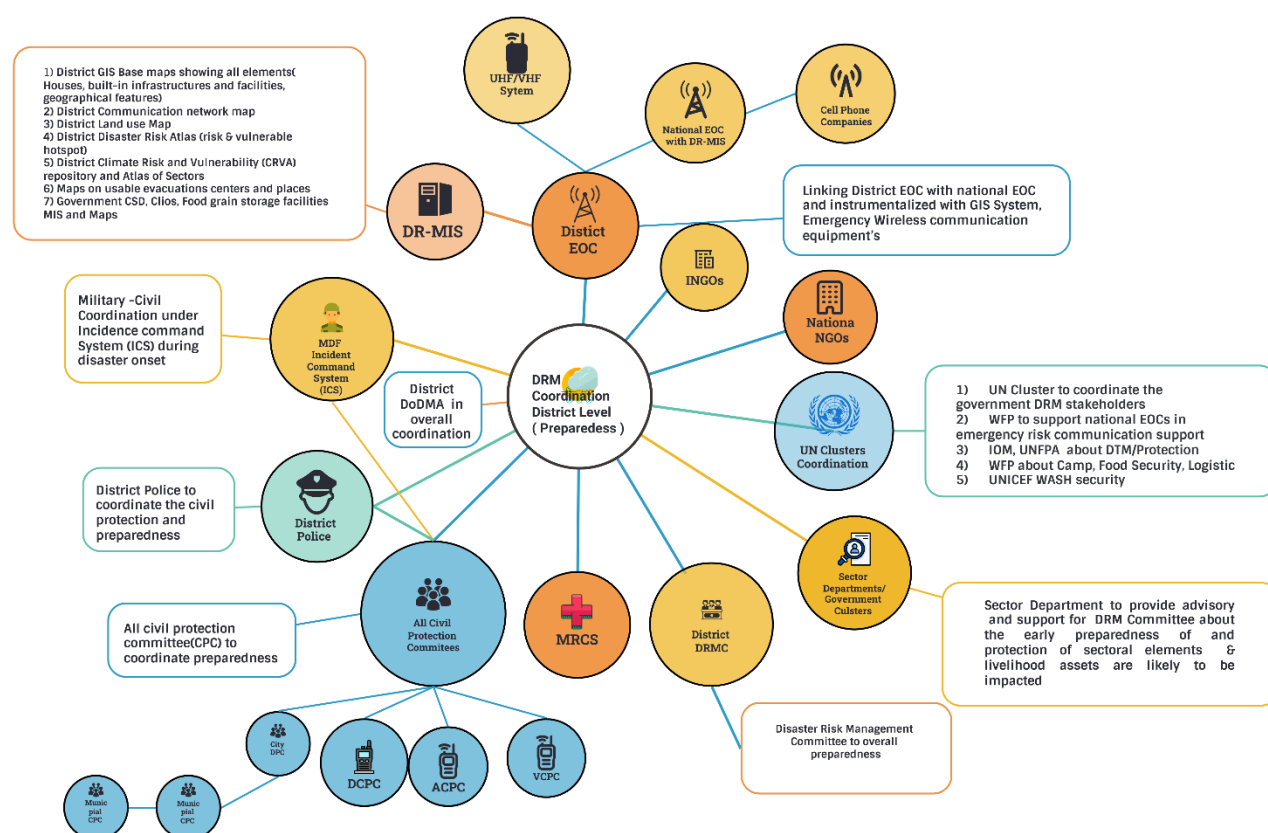 UHF/VHF
Sytem
National EOC
with DR-MIS
Cell Phone
Companies
1) District GIS Base maps showing all elements(
Houses, built-in infrastructures and facilities,
geographical features)
2) District Communication network map
3) District Land use Map
4) District Disaster Risk Atlas (risk & vulnerable
hotspot)
5) District Climate Risk and Vulnerability (CRVA)
repository and Atlas of Sectors
6) Maps on usable evacuations centers and places
7) Government CSD, Clios, Food grain storage facilities
MIS and Maps
DR-MIS
Distict
EOC
Linking District EOC with national EOC
and instrumentalized with GIS System,
Emergency Wireless communication
equipment's
INGOs
Nationa
NGOs
Military -Civil
Coordination under
Incidence command
System (ICS) during
disaster onset
MDF
Incident
Command
System
(ICS)
District
DoDMA in
overall
coordination
DRM
Coordination
District Level
( Preparedess )
UN Clusters
Coordination
1) UN Cluster to coordinate the
government DRM stakeholders
2) WFP to support national EOCs in
emergency risk communication support
3) IOM, UNFPA about DTM/Protection
4) WFP about Camp, Food Security, Logistic
5) UNICEF WASH security
District Police to
coordinate the civil
protection and
preparedness
District
Police
Sector
Departments/
Government
Culsters
Sector Department to provide advisory
and support for DRM Committee about
the early preparedness of and
protection of sectoral elements &
livelihood assets are likely to be
impacted
All civil protection
committee(CPC) to
coordinate preparedness
All Civil
Protection
Commitees
MRCS
District
DRMC
Disaster Risk Management
Committee to overall
preparedness
City
DPC
DCPC
ACPC
VCPC
Munic
pial
CPC
Munic
pial
CPC